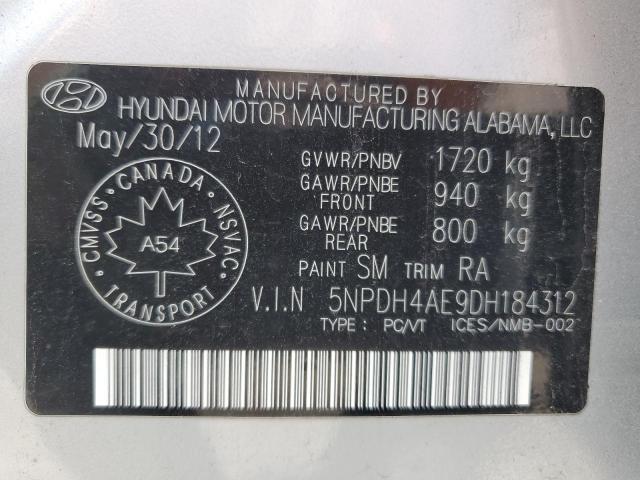 MANUFACTURED BY
HYUNDAI MOTOR MANUFACTURING ALABAMA, LLC
May/30/12
GVWR/PNBV 1720 kg
GAWR/PNBE FRONT 940 kg
GAWR/PNBE REAR 800 kg
CANADA
CMVSS
NSVAC
A54
TRANSPORT
PAINT SM TRIM RA
V.I.N 5NPDH4AE9DH184312
TYPE: PC/VT ICES/NMB-002